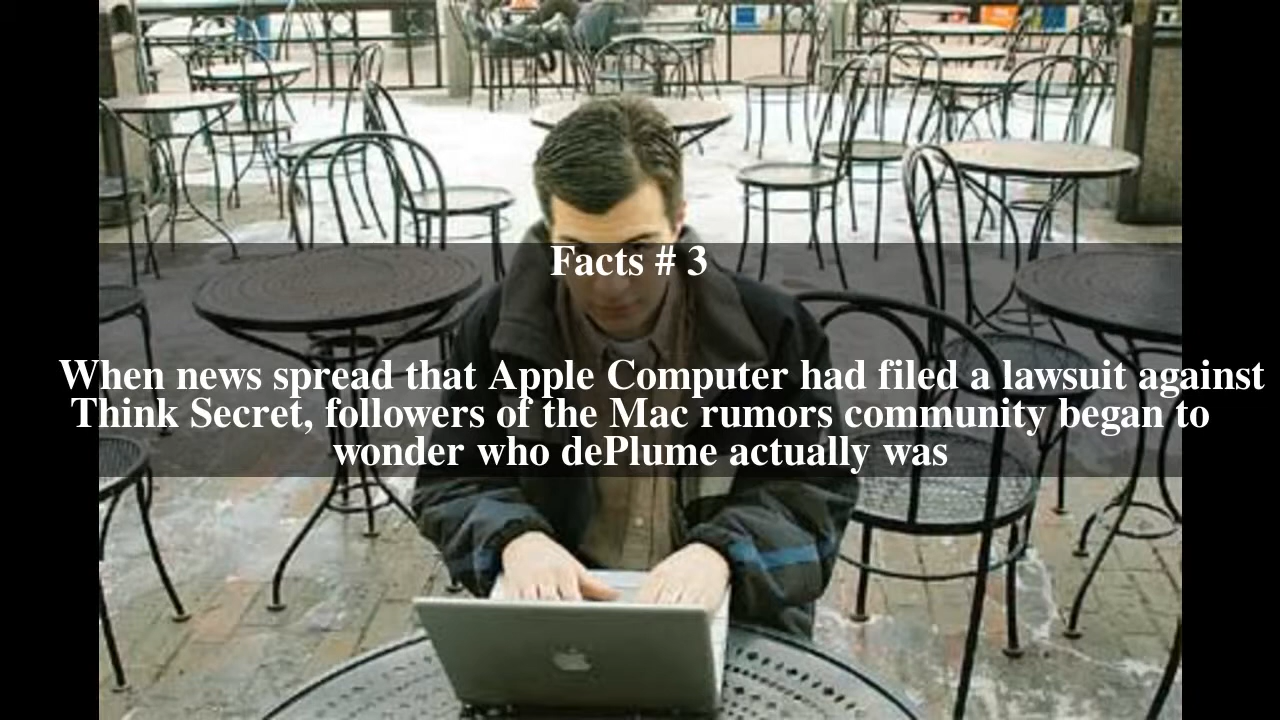 Facts # 3
When news spread that Apple Computer had filed a lawsuit against
Think Secret, followers of the Mac rumors community began to
wonder who dePlume actually was